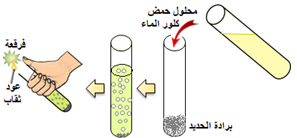 محلول حمض
كلور الماء
فرقعة
عود
ثقاب
برادة الحديد